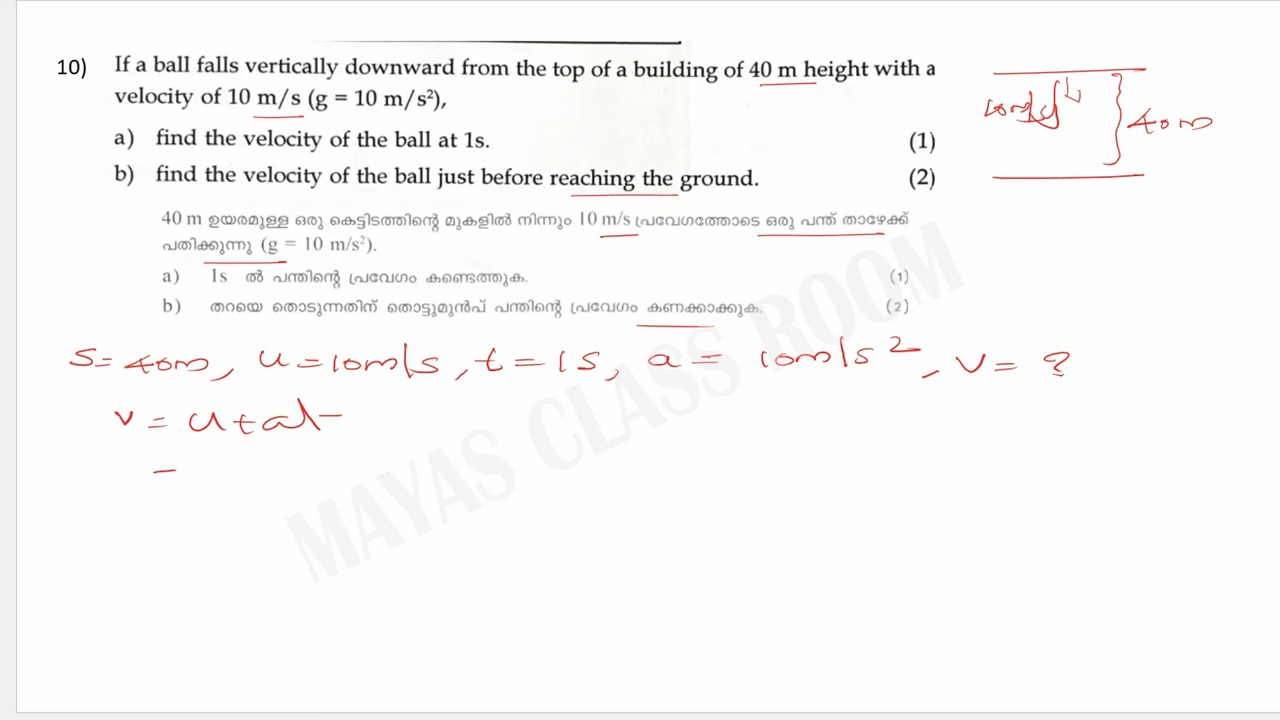 10) If a ball falls vertically downward from the top of a building of 40 m height with a
velocity of 10 m/s (g = 10 m/s²),
a) find the velocity of the ball at 1s. (1)
b) find the velocity of the ball just before reaching the ground. (2)
40 m ഉയരമുള്ള ഒരു കെട്ടിടത്തിന്റെ മുകളിൽ നിന്നും 10 m/s പ്രവേഗത്തോടെ ഒരു പന്ത് താഴേക്ക്
പതിക്കുന്നു (g = 10 m/s²).
a) 1s ൽ പന്തിന്റെ പ്രവേഗം കണ്ടെത്തുക. (1)
b) തറയെ തൊടുന്നതിന് തൊട്ടുമുൻപ് പന്തിന്റെ പ്രവേഗം കണക്കാക്കുക. (2)
10m/s
40m
S= 40m, u=10m/s, t=1s, a= 10m/s², v= ?
v = u+at
=
MAYAS CLASS ROOM